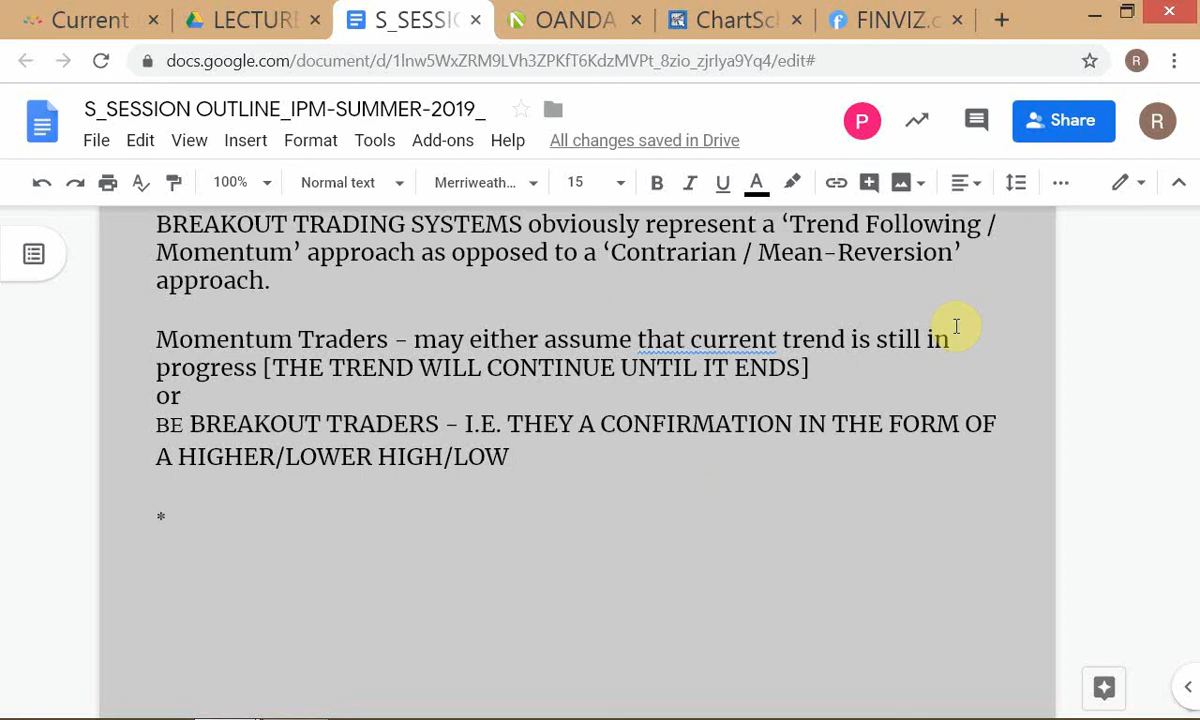 Current
LECTURE
S_SESSIO
OANDA
ChartSch
FINVIZ.c
docs.google.com/document/d/1lnw5WxZRM9LVh3ZPKfT6KdzMVPt_8zio_zjrIya9Yq4/edit#
R
S_SESSION OUTLINE_IPM-SUMMER-2019_
P
Share
R
File Edit View Insert Format Tools Add-ons Help All changes saved in Drive
100% Normal text Merriweath... 15 B I U A
BREAKOUT TRADING SYSTEMS obviously represent a ‘Trend Following /
Momentum’ approach as opposed to a ‘Contrarian / Mean-Reversion’
approach.
Momentum Traders - may either assume that current trend is still in
progress [THE TREND WILL CONTINUE UNTIL IT ENDS]
or
BE BREAKOUT TRADERS - I.E. THEY A CONFIRMATION IN THE FORM OF
A HIGHER/LOWER HIGH/LOW
*